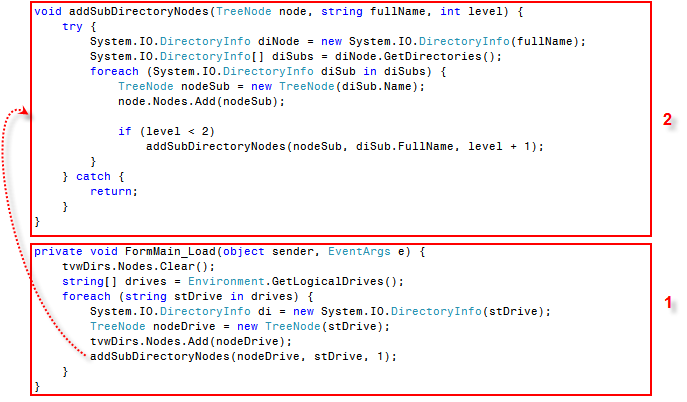 void addSubDirectoryNodes(TreeNode node, string fullName, int level) {
    try {
        System.IO.DirectoryInfo diNode = new System.IO.DirectoryInfo(fullName);
        System.IO.DirectoryInfo[] diSubs = diNode.GetDirectories();
        foreach (System.IO.DirectoryInfo diSub in diSubs) {
            TreeNode nodeSub = new TreeNode(diSub.Name);
            node.Nodes.Add(nodeSub);

            if (level < 2)
                addSubDirectoryNodes(nodeSub, diSub.FullName, level + 1);
        }
    } catch {
        return;
    }
}
2
private void FormMain_Load(object sender, EventArgs e) {
    tvwDirs.Nodes.Clear();
    string[] drives = Environment.GetLogicalDrives();
    foreach (string stDrive in drives) {
        System.IO.DirectoryInfo di = new System.IO.DirectoryInfo(stDrive);
        TreeNode nodeDrive = new TreeNode(stDrive);
        tvwDirs.Nodes.Add(nodeDrive);
        addSubDirectoryNodes(nodeDrive, stDrive, 1);
    }
}
1